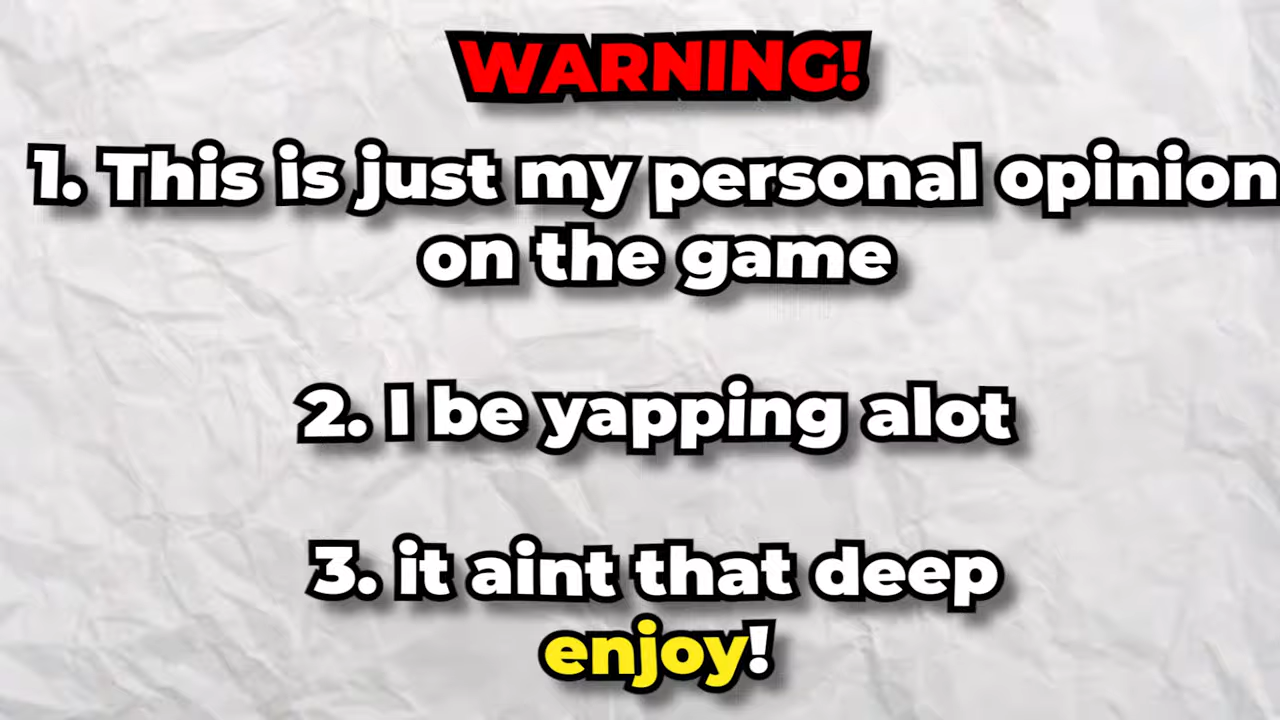 WARNING!
1. This is just my personal opinion
on the game
2. I be yapping alot
3. it aint that deep
enjoy!